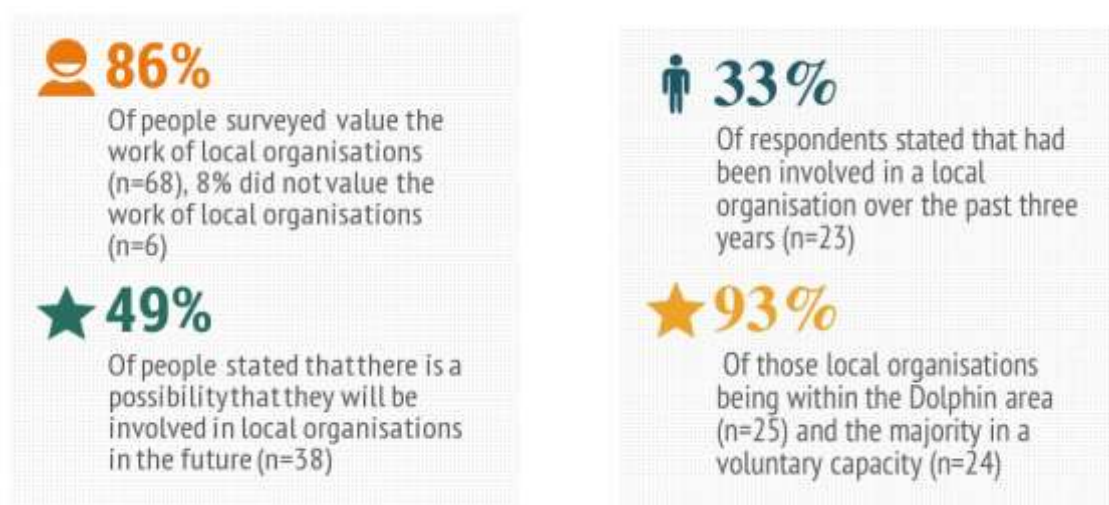 86%
Of people surveyed value the
work of local organisations
(n=68), 8% did not value the
work of local organisations
(n=6)
49%
Of people stated that there is a
possibility that they will be
involved in local organisations
in the future (n=38)
33%
Of respondents stated that had
been involved in a local
organisation over the past three
years (n=23)
93%
Of those local organisations
being within the Dolphin area
(n=25) and the majority in a
voluntary capacity (n=24)